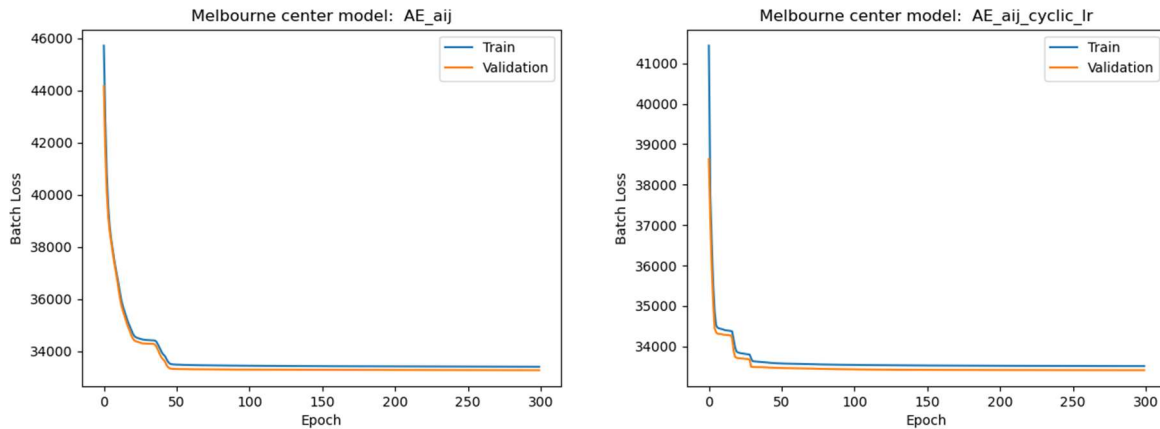 Melbourne center model:  AE_aij
46000
44000
42000
40000
38000
36000
34000
Batch Loss
0
50
100
150
200
250
300
Epoch
Train
Validation
Melbourne center model:  AE_aij_cyclic_lr
41000
40000
39000
38000
37000
36000
35000
34000
Batch Loss
0
50
100
150
200
250
300
Epoch
Train
Validation